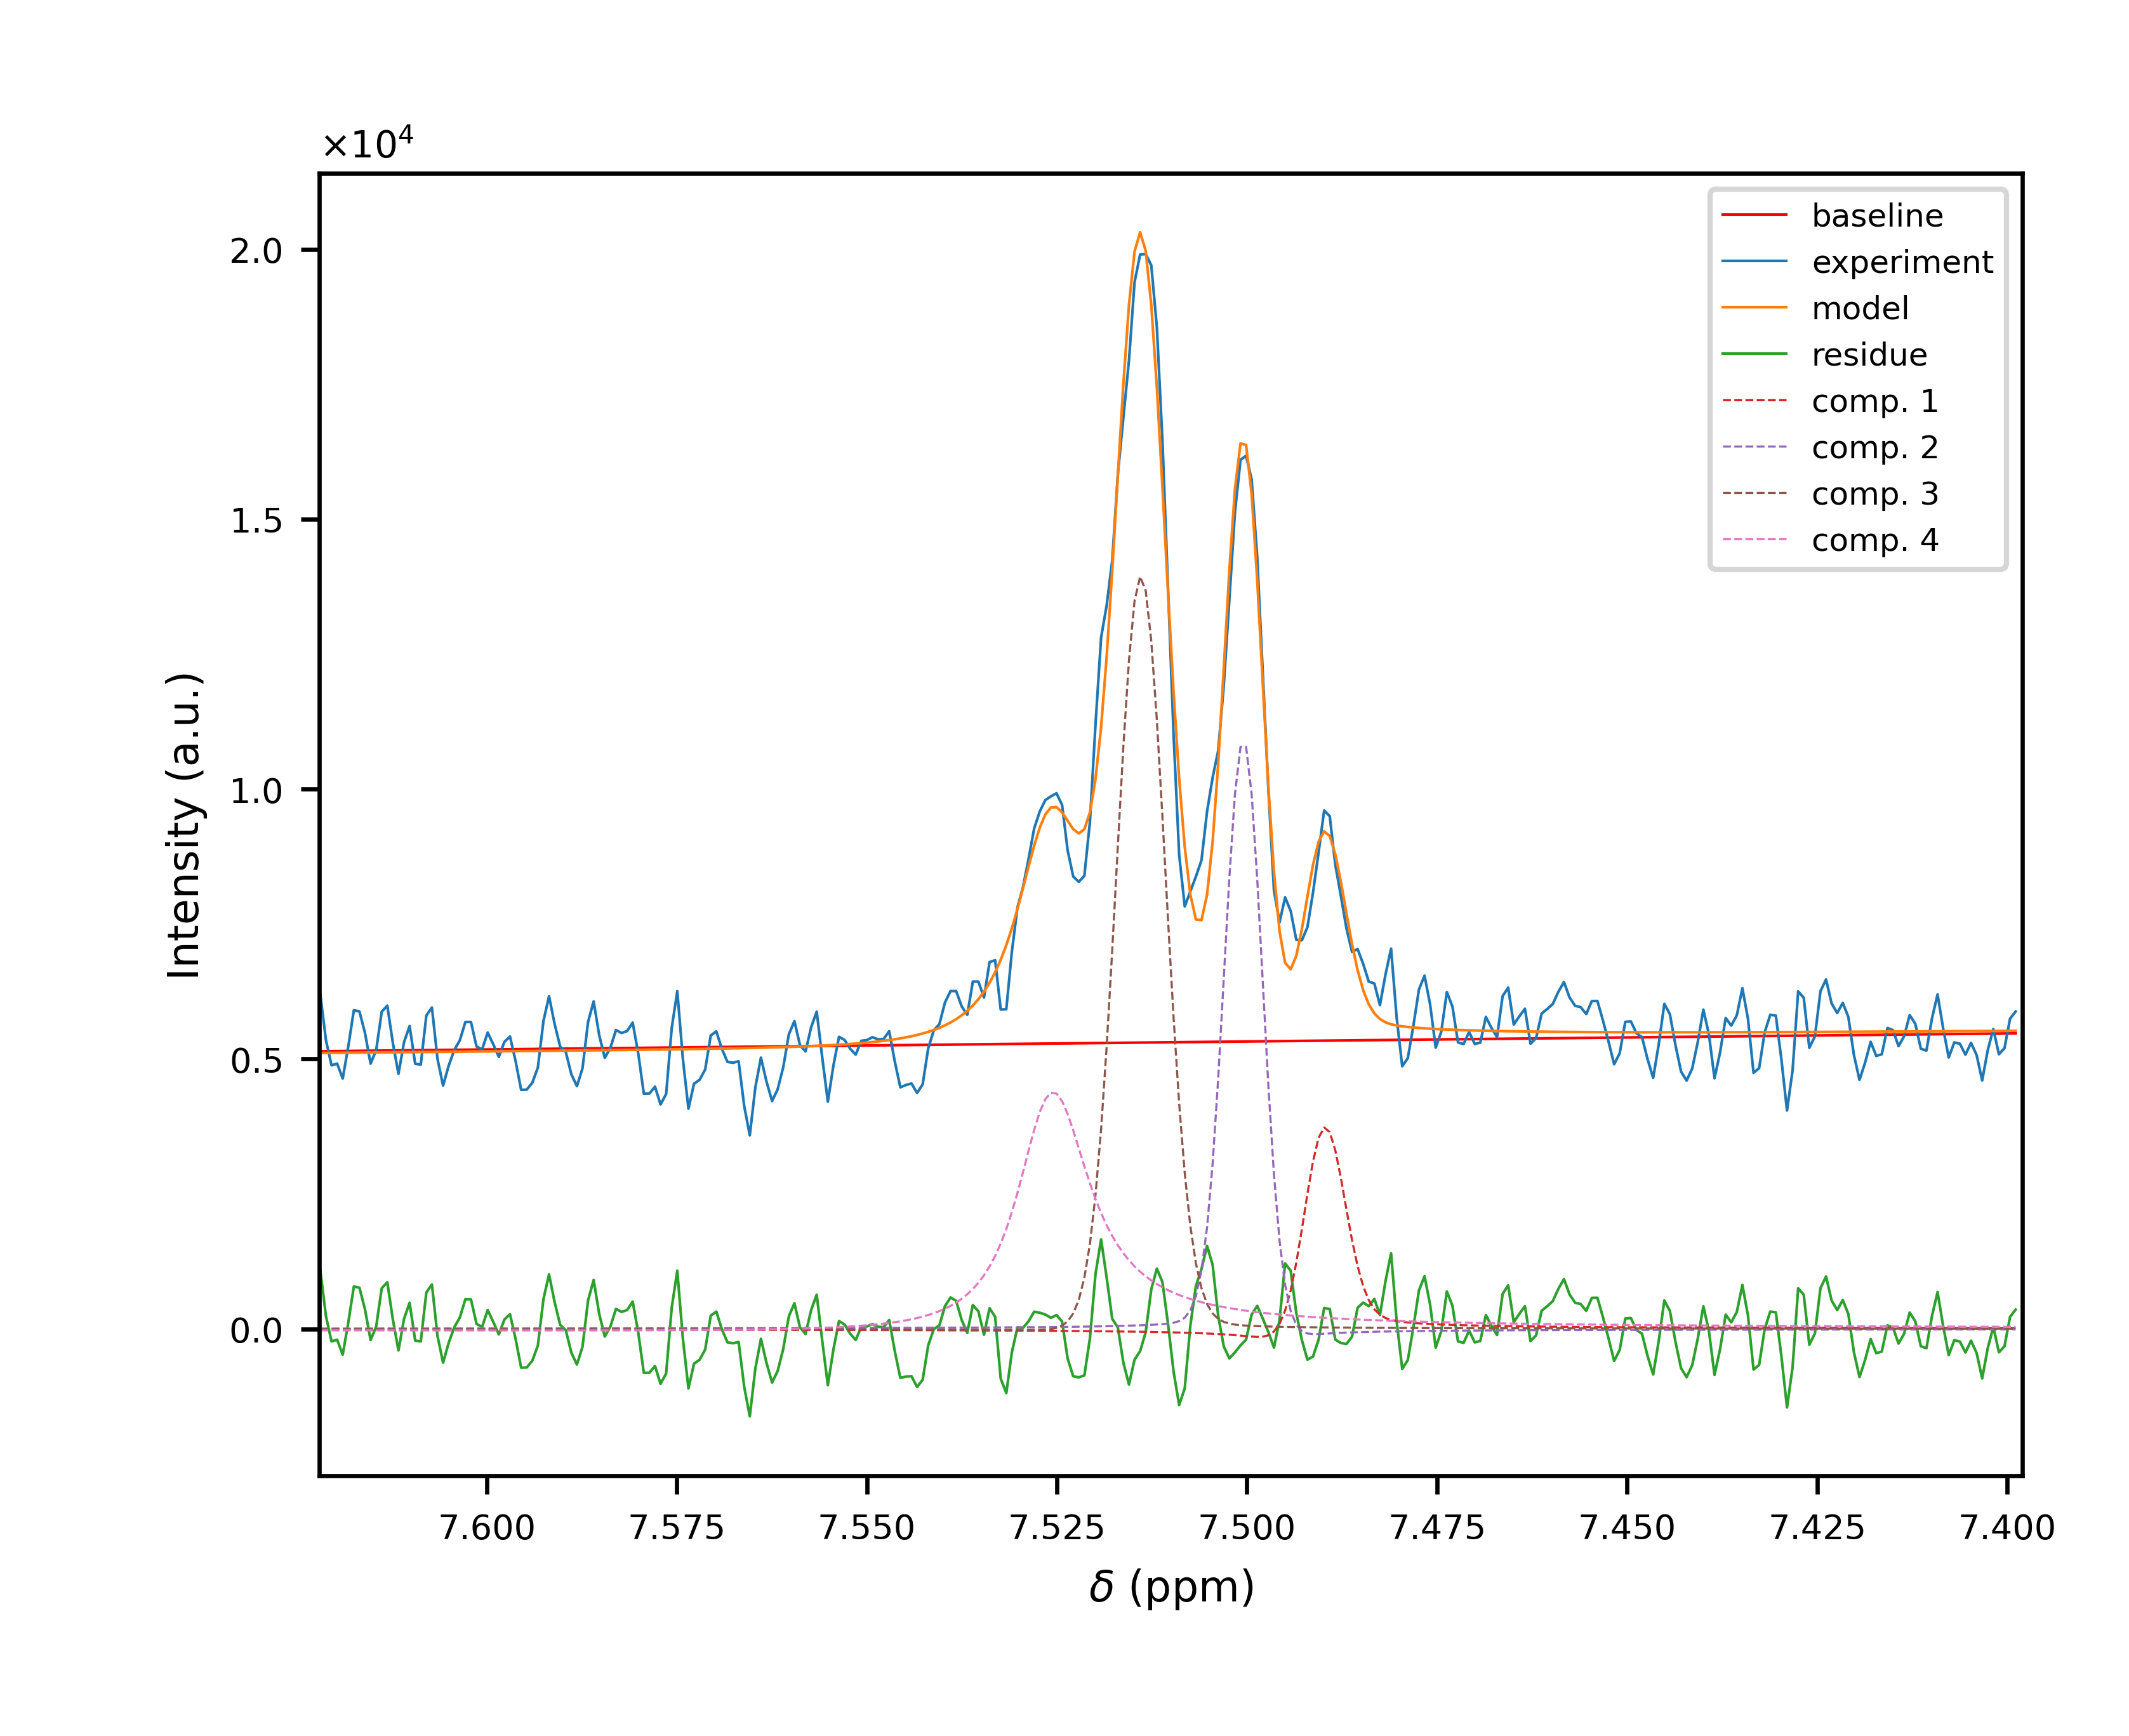 ×10⁴
Intensity (a.u.)
2.0
1.5
1.0
0.5
0.0
baseline
experiment
model
residue
comp. 1
comp. 2
comp. 3
comp. 4
7.600 7.575 7.550 7.525 7.500 7.475 7.450 7.425 7.400
δ (ppm)